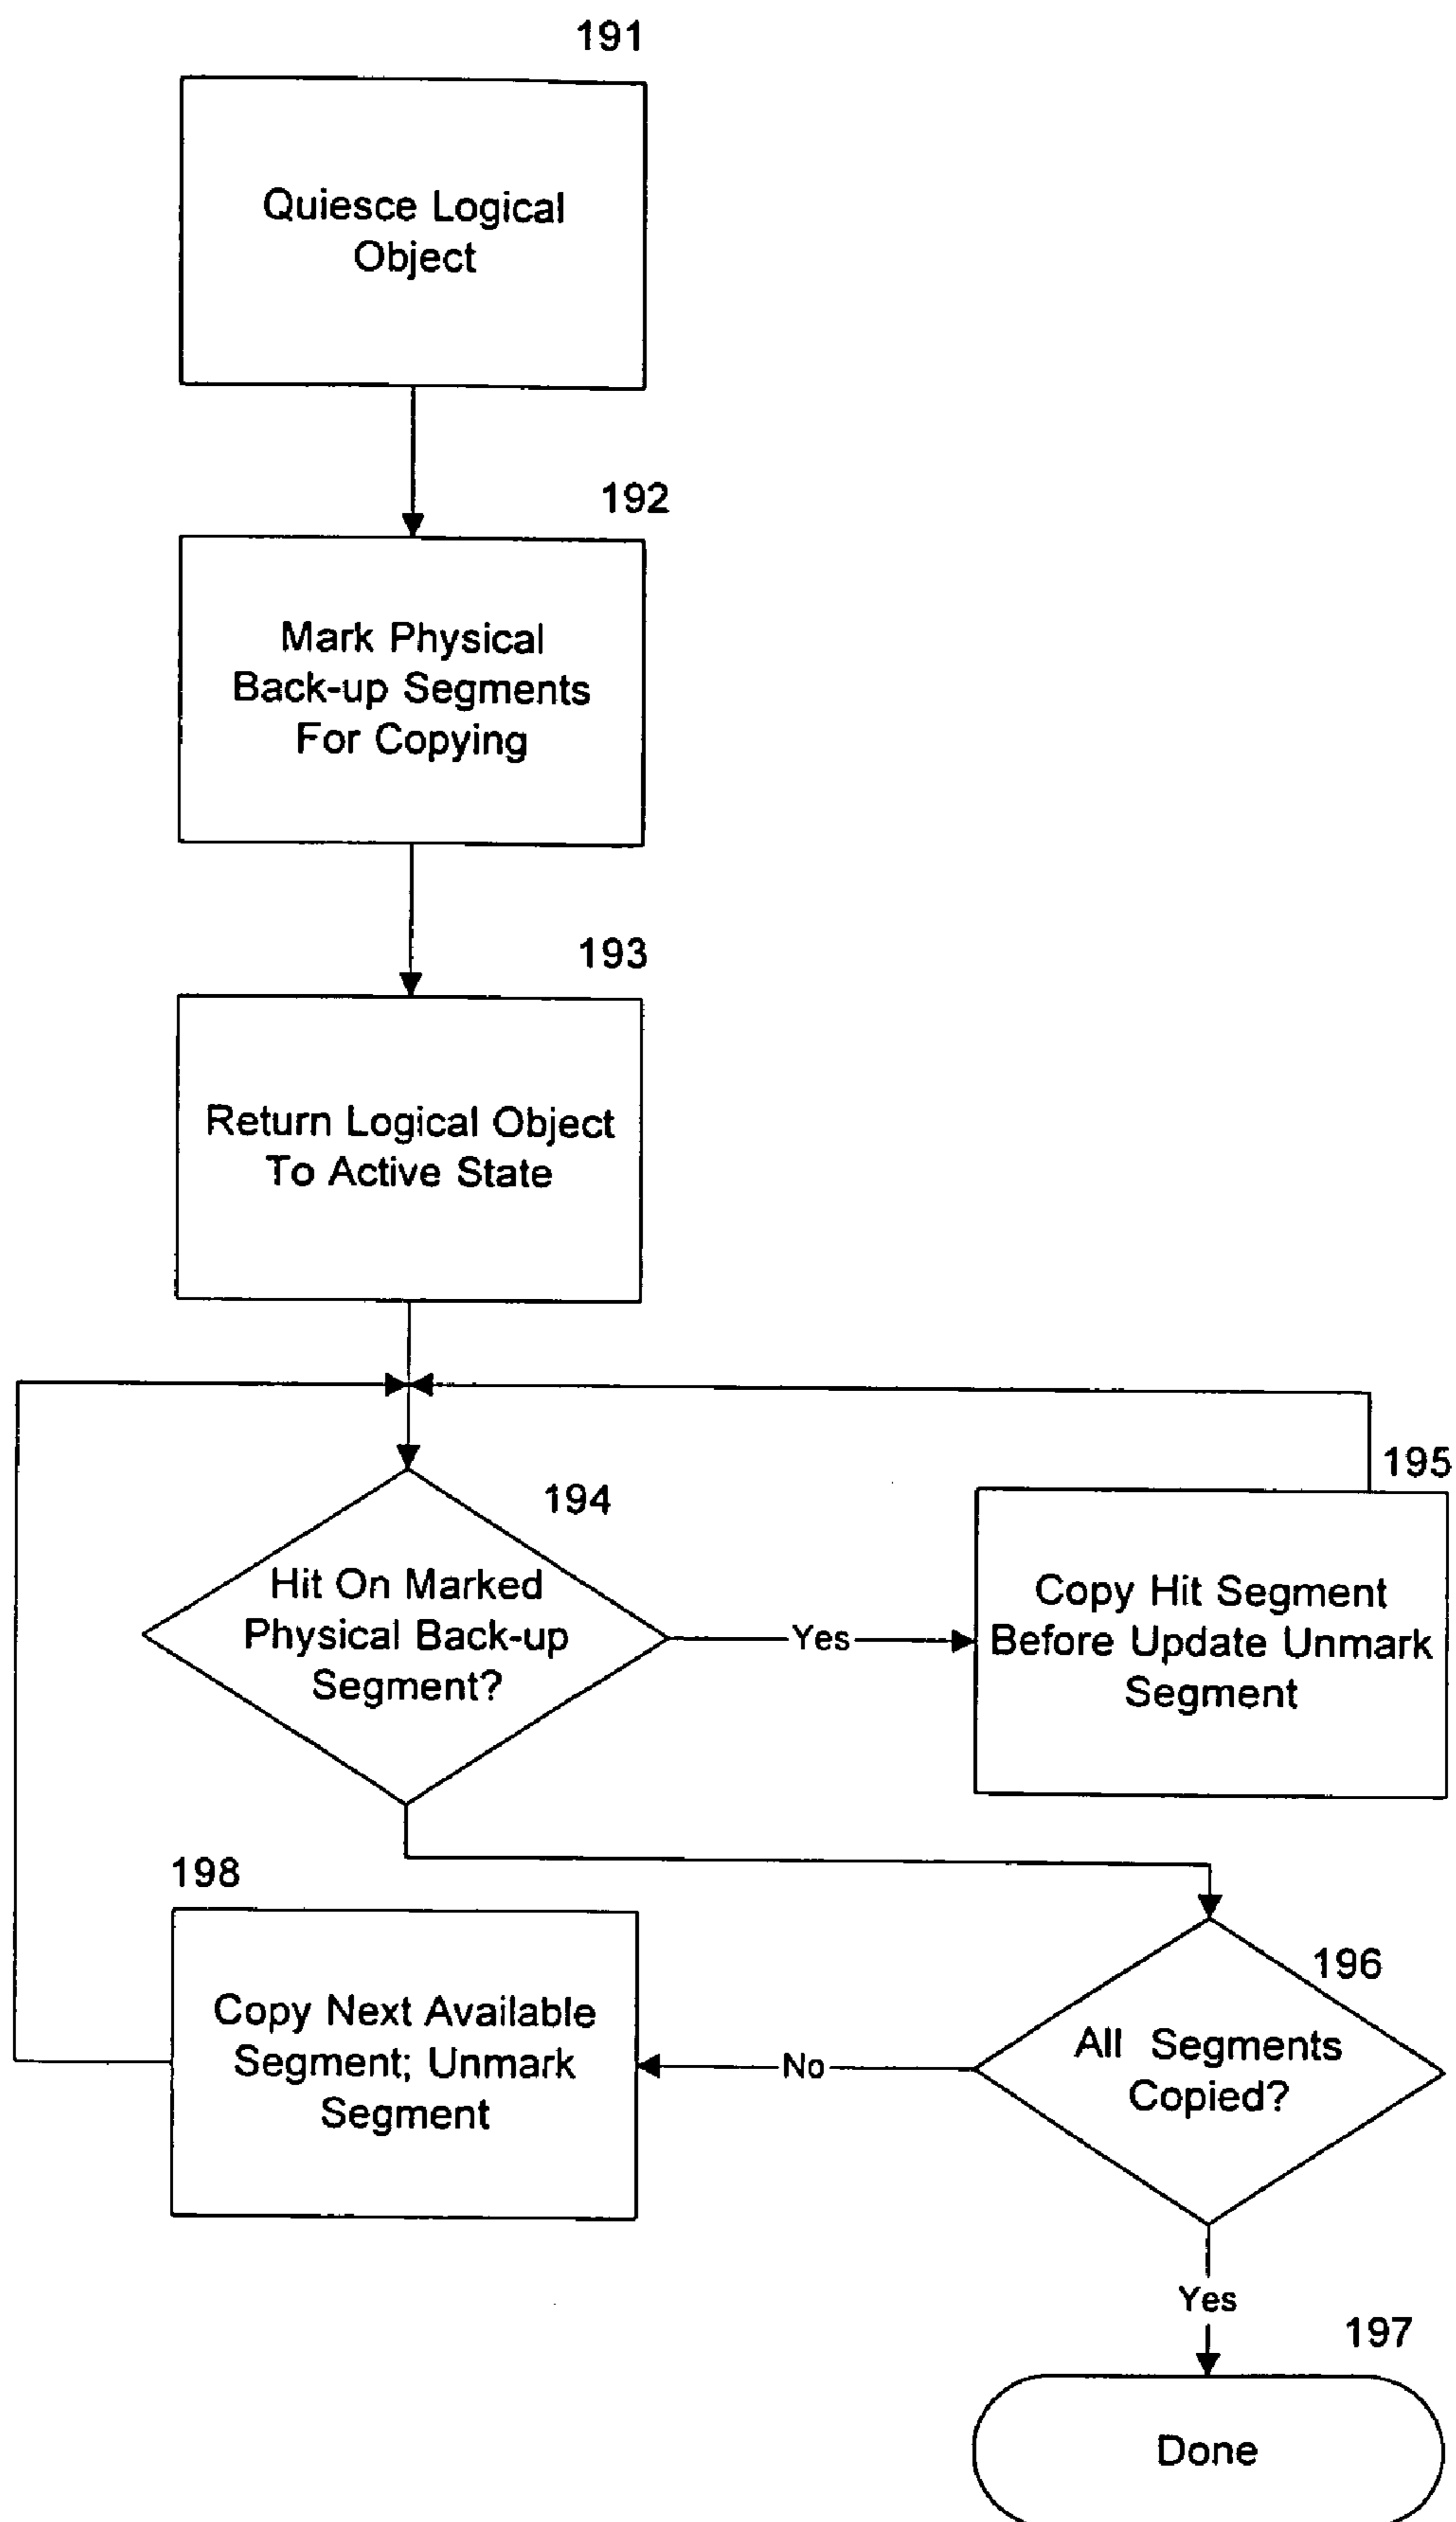 191
Quiesce Logical
Object
192
Mark Physical
Back-up Segments
For Copying
193
Return Logical Object
To Active State
194
Hit On Marked
Physical Back-up
Segment?
Yes
195
Copy Hit Segment
Before Update Unmark
Segment
198
Copy Next Available
Segment; Unmark
Segment
No
196
All Segments
Copied?
Yes
197
Done